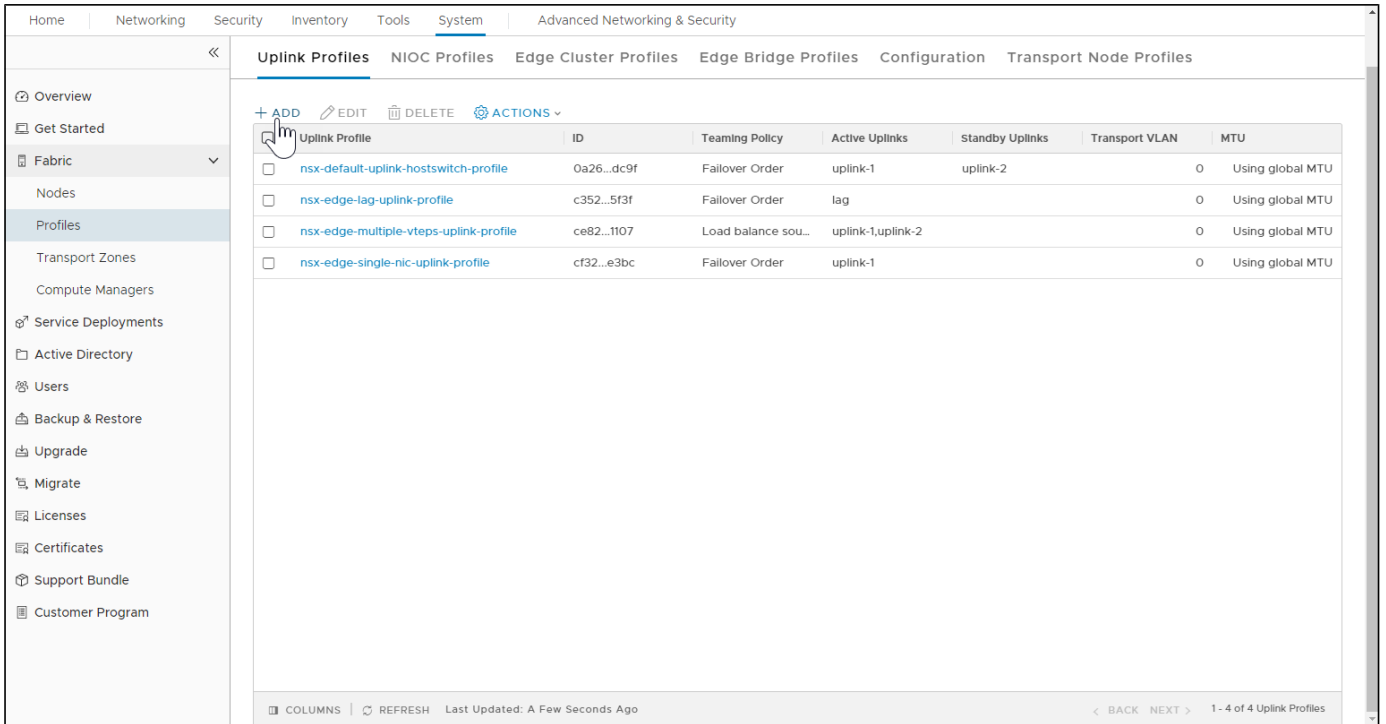 Home Networking Security Inventory Tools System Advanced Networking & Security
Uplink Profiles NIOC Profiles Edge Cluster Profiles Edge Bridge Profiles Configuration Transport Node Profiles
Overview
Get Started
Fabric
Nodes
Profiles
Transport Zones
Compute Managers
Service Deployments
Active Directory
Users
Backup & Restore
Upgrade
Migrate
Licenses
Certificates
Support Bundle
Customer Program
ADD EDIT DELETE ACTIONS
Uplink Profile ID Teaming Policy Active Uplinks Standby Uplinks Transport VLAN MTU
nsx-default-uplink-hostswitch-profile 0a26...dc9f Failover Order uplink-1 uplink-2 0 Using global MTU
nsx-edge-lag-uplink-profile c352...5f3f Failover Order lag 0 Using global MTU
nsx-edge-multiple-vteps-uplink-profile ce82...1107 Load balance sou... uplink-1,uplink-2 0 Using global MTU
nsx-edge-single-nic-uplink-profile cf32...e3bc Failover Order uplink-1 0 Using global MTU
COLUMNS REFRESH Last Updated: A Few Seconds Ago BACK NEXT 1 - 4 of 4 Uplink Profiles